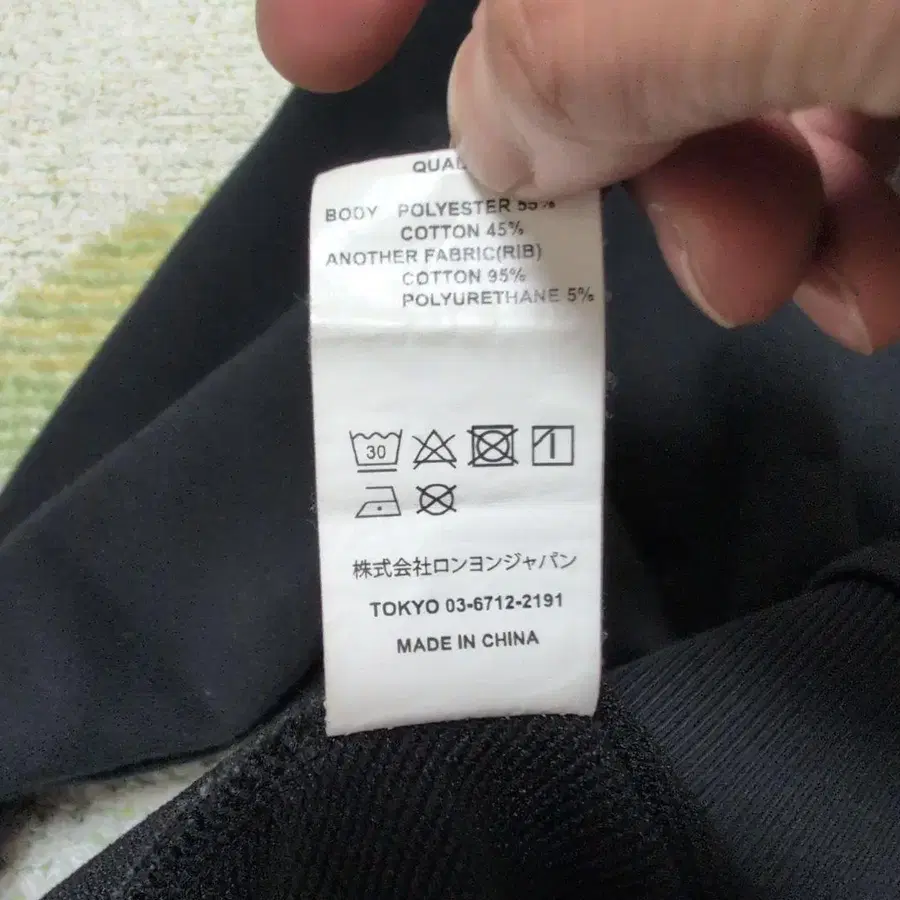 BODY POLYESTER 55%
COTTON 45%
ANOTHER FABRIC(RIB)
COTTON 95%
POLYURETHANE 5%
30
株式会社ロンヨンジャパン
TOKYO 03-6712-2191
MADE IN CHINA